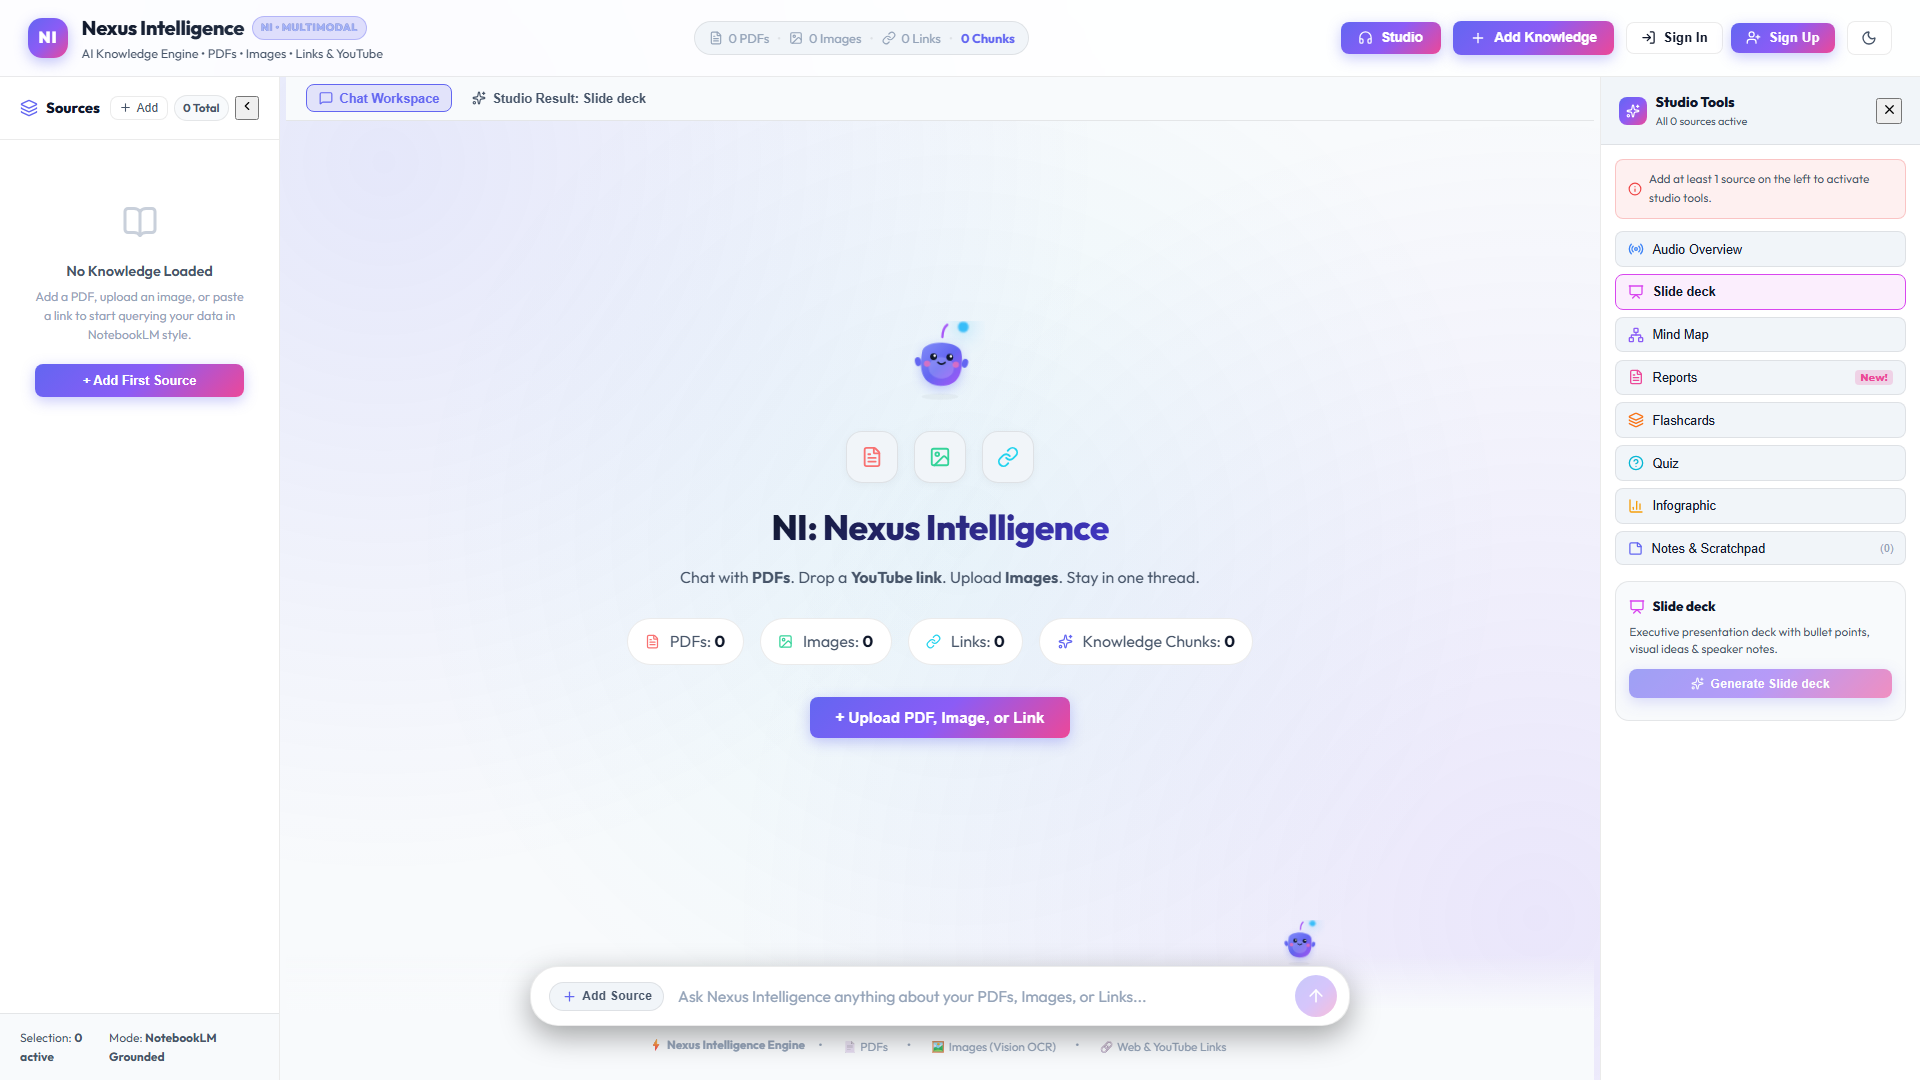 NI
Nexus Intelligence
NI • MULTIMODAL
AI Knowledge Engine • PDFs • Images • Links & YouTube
0 PDFs · 0 Images · 0 Links · 0 Chunks
Studio
Add Knowledge
Sign In
Sign Up
Sources
Add
0 Total
No Knowledge Loaded
Add a PDF, upload an image, or paste
a link to start querying your data in
NotebookLM style.
+ Add First Source
Selection: 0
active
Mode: NotebookLM
Grounded
Chat Workspace
Studio Result: Slide deck
NI: Nexus Intelligence
Chat with PDFs. Drop a YouTube link. Upload Images. Stay in one thread.
PDFs: 0
Images: 0
Links: 0
Knowledge Chunks: 0
+ Upload PDF, Image, or Link
Add Source
Ask Nexus Intelligence anything about your PDFs, Images, or Links...
Nexus Intelligence Engine • PDFs • Images (Vision OCR) • Web & YouTube Links
Studio Tools
All 0 sources active
Add at least 1 source on the left to activate
studio tools.
Audio Overview
Slide deck
Mind Map
Reports
New!
Flashcards
Quiz
Infographic
Notes & Scratchpad
(0)
Slide deck
Executive presentation deck with bullet points,
visual ideas & speaker notes.
Generate Slide deck